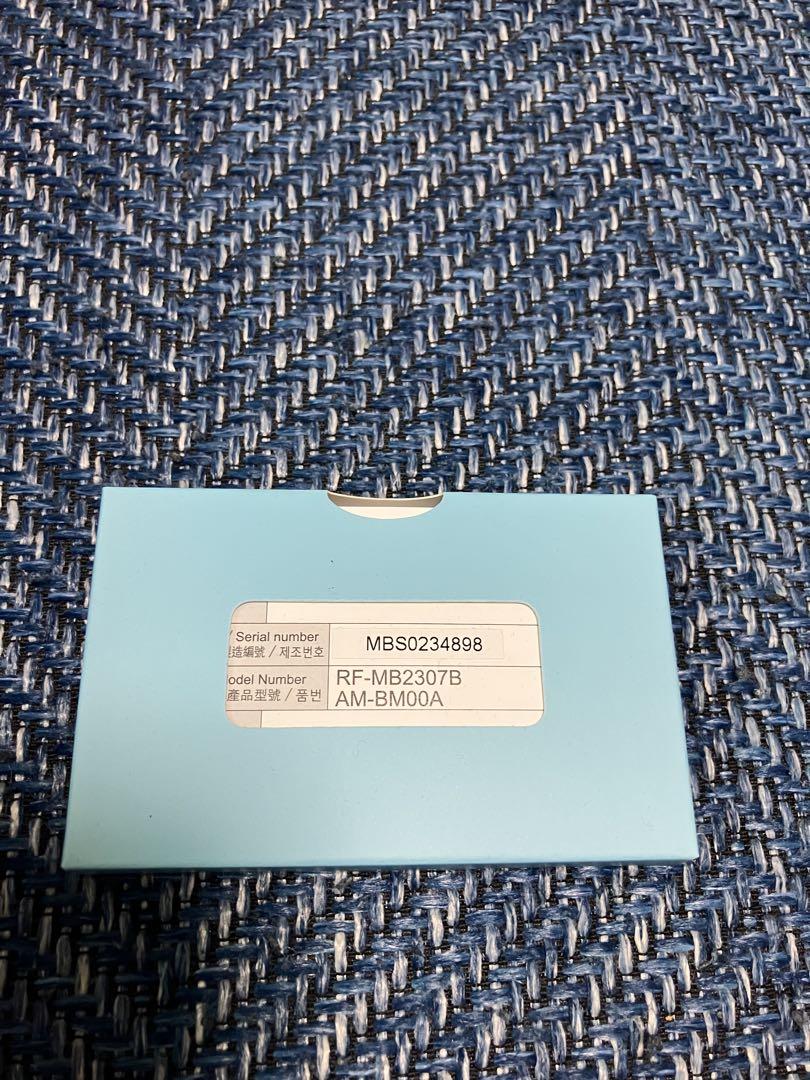 / Serial number
造編號 / 제조번호
MBS0234898
odel Number
產品型號 / 품번
RF-MB2307B
AM-BM00A